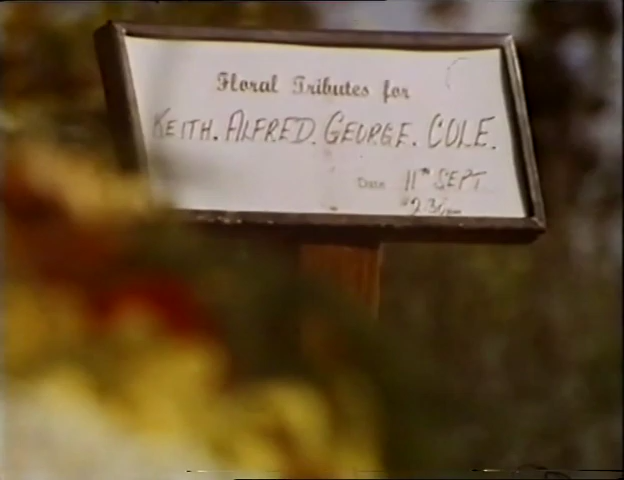 Floral Tributes for
KEITH. ALFRED. GEORGE. COLE.
Date 11TH SEPT